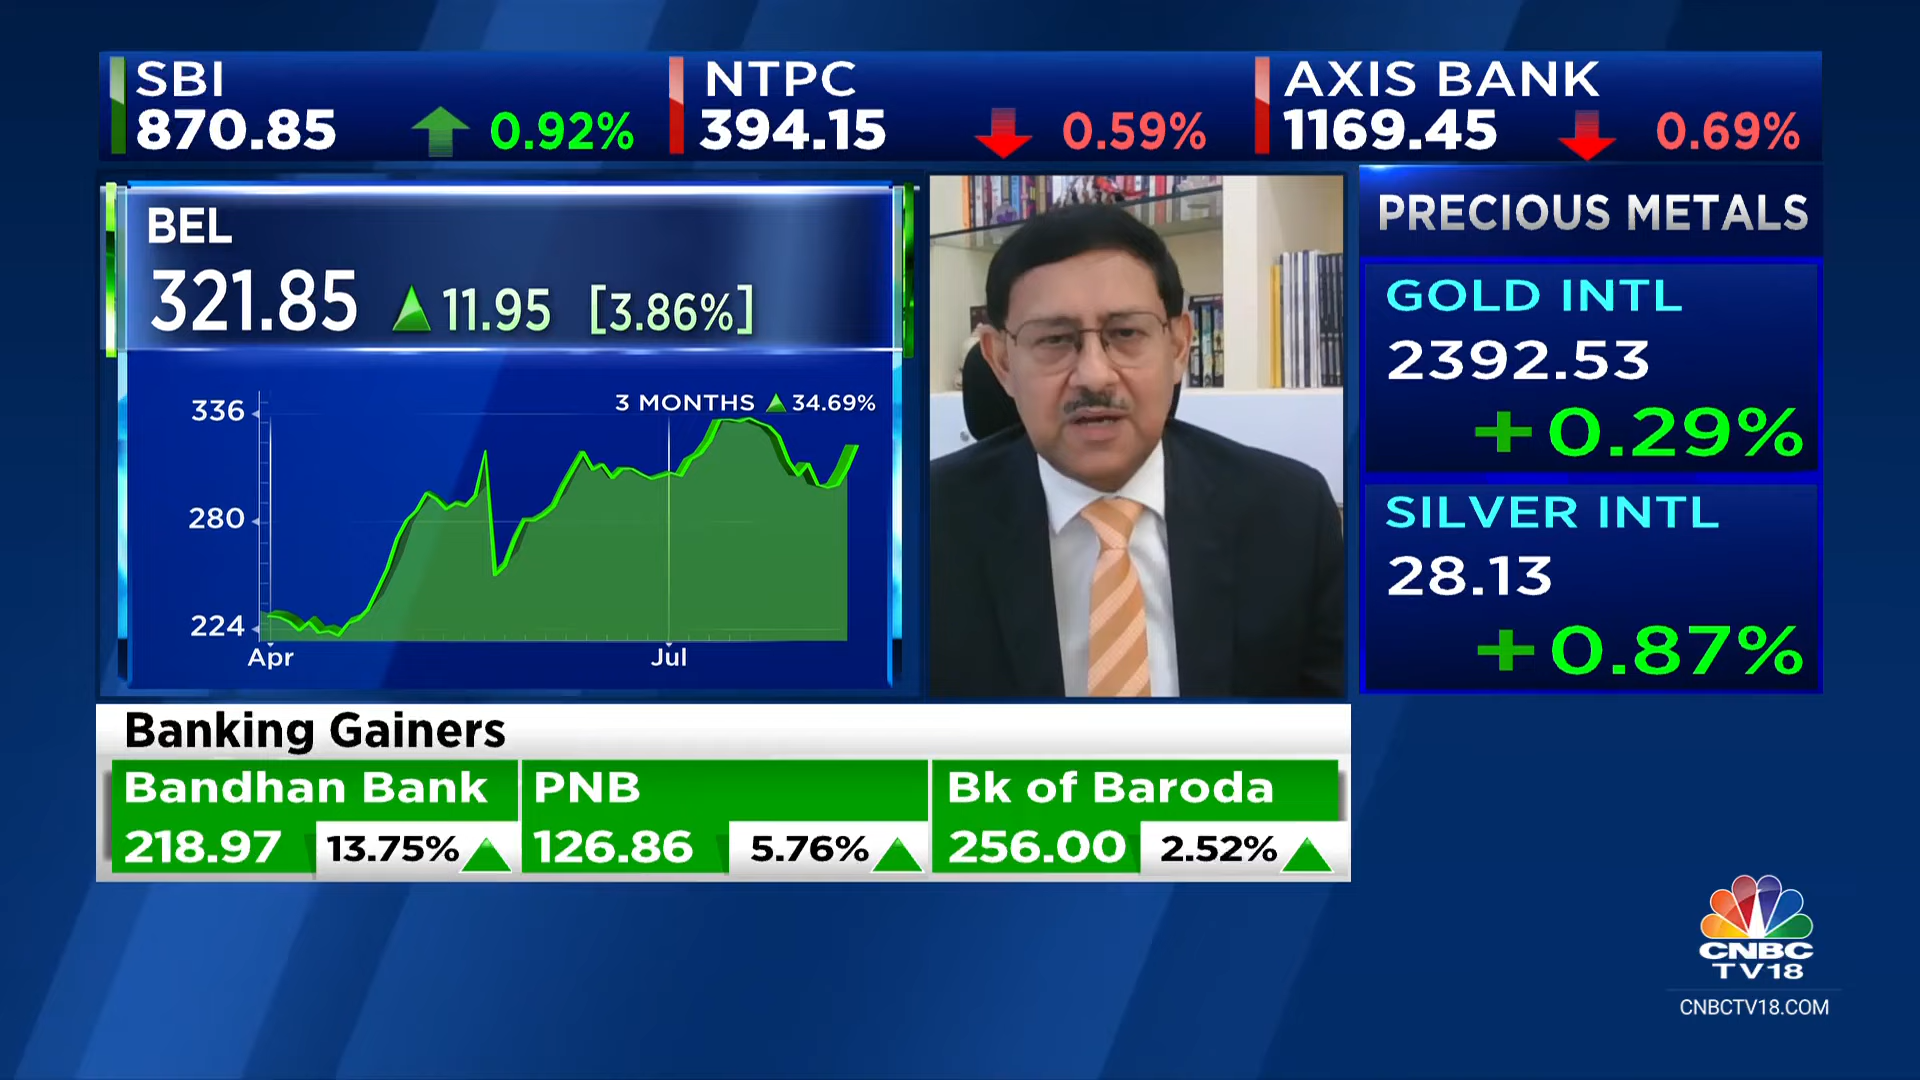 SBI
870.85 0.92%
NTPC
394.15 0.59%
AXIS BANK
1169.45 0.69%
BEL
321.85 11.95 [3.86%]
3 MONTHS 34.69%
336
280
224
Apr Jul
PRECIOUS METALS
GOLD INTL
2392.53
+0.29%
SILVER INTL
28.13
+0.87%
Banking Gainers
Bandhan Bank
218.97 13.75%
PNB
126.86 5.76%
Bk of Baroda
256.00 2.52%
CNBC
TV18
CNBCTV18.COM